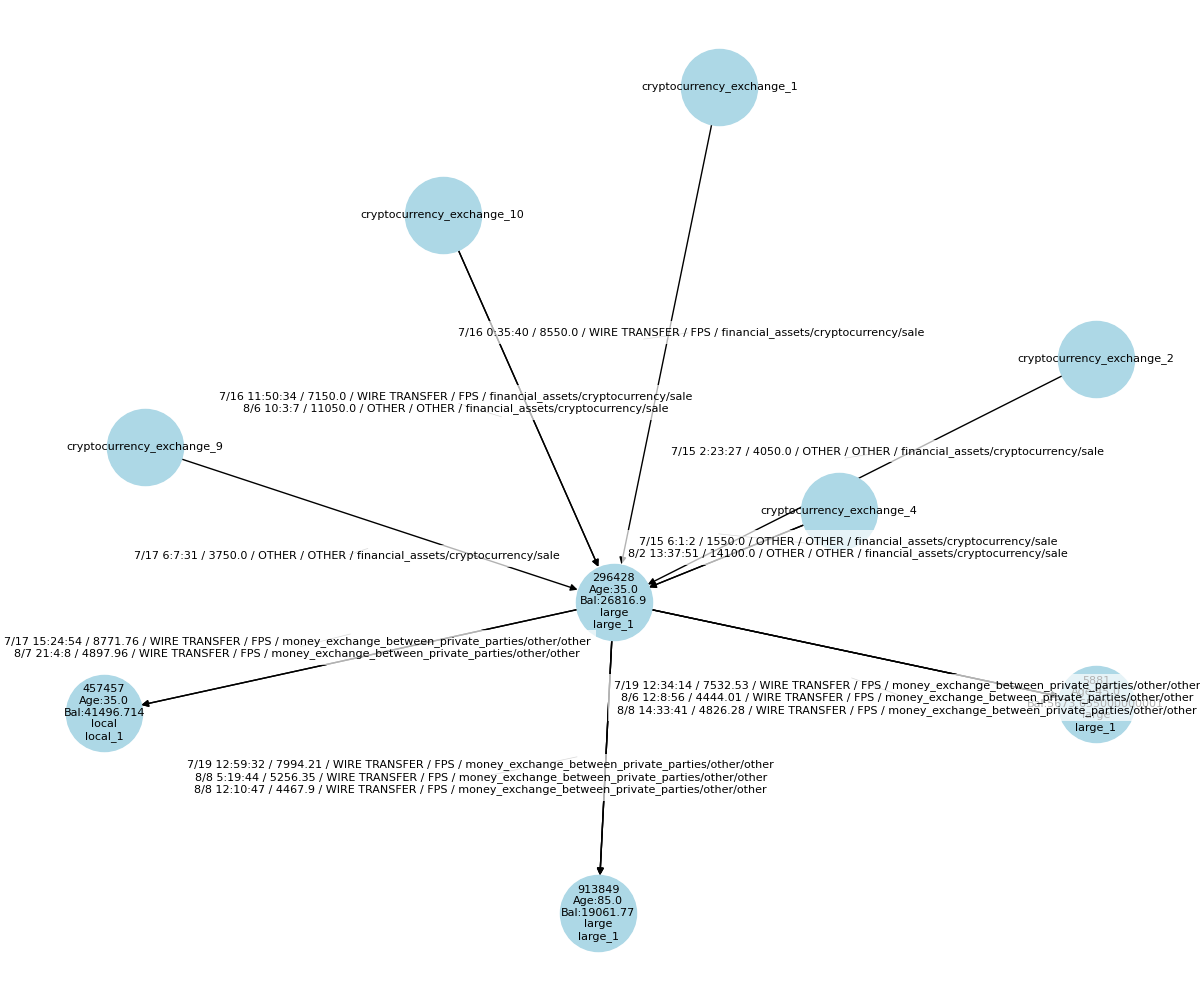 cryptocurrency_exchange_1
cryptocurrency_exchange_10
7/16 0:35:40 / 8550.0 / WIRE TRANSFER / FPS / financial_assets/cryptocurrency/sale
cryptocurrency_exchange_2
7/16 11:50:34 / 7150.0 / WIRE TRANSFER / FPS / financial_assets/cryptocurrency/sale
8/6 10:3:7 / 11050.0 / OTHER / OTHER / financial_assets/cryptocurrency/sale
cryptocurrency_exchange_9
7/15 2:23:27 / 4050.0 / OTHER / OTHER / financial_assets/cryptocurrency/sale
cryptocurrency_exchange_4
7/15 6:1:2 / 1550.0 / OTHER / OTHER / financial_assets/cryptocurrency/sale
8/2 13:37:51 / 14100.0 / OTHER / OTHER / financial_assets/cryptocurrency/sale
7/17 6:7:31 / 3750.0 / OTHER / OTHER / financial_assets/cryptocurrency/sale
296428
Age:35.0
Bal:26816.9
large
large_1
7/17 15:24:54 / 8771.76 / WIRE TRANSFER / FPS / money_exchange_between_private_parties/other/other
8/7 21:4:8 / 4897.96 / WIRE TRANSFER / FPS / money_exchange_between_private_parties/other/other
457457
Age:35.0
Bal:41496.714
local
local_1
5881
7/19 12:34:14 / 7532.53 / WIRE TRANSFER / FPS / money_exchange_between_private_parties/other/other
8/6 12:8:56 / 4444.01 / WIRE TRANSFER / FPS / money_exchange_between_private_parties/other/other
8/8 14:33:41 / 4826.28 / WIRE TRANSFER / FPS / money_exchange_between_private_parties/other/other
large
large_1
7/19 12:59:32 / 7994.21 / WIRE TRANSFER / FPS / money_exchange_between_private_parties/other/other
8/8 5:19:44 / 5256.35 / WIRE TRANSFER / FPS / money_exchange_between_private_parties/other/other
8/8 12:10:47 / 4467.9 / WIRE TRANSFER / FPS / money_exchange_between_private_parties/other/other
913849
Age:85.0
Bal:19061.77
large
large_1